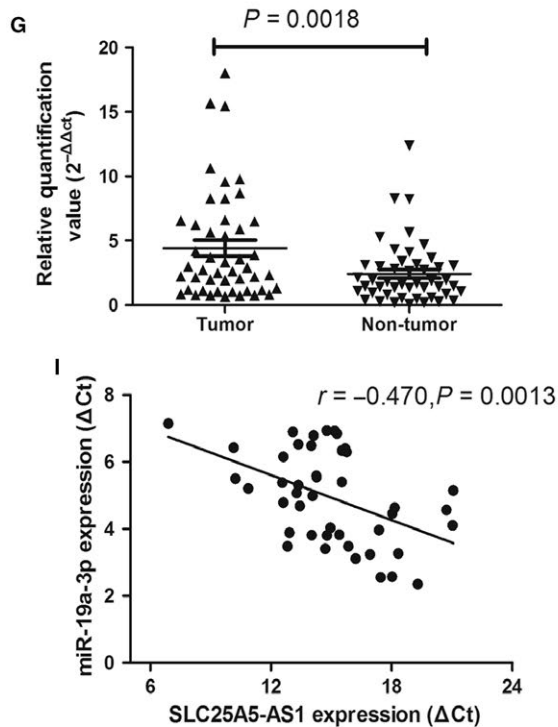 G
P = 0.0018
Relative quantification
value (2⁻ΔΔct)
20
15
10
5
0
Tumor
Non-tumor
I
r = –0.470, P = 0.0013
miR-19a-3p expression (ΔCt)
8
6
4
2
0
6
12
18
24
SLC25A5-AS1 expression (ΔCt)